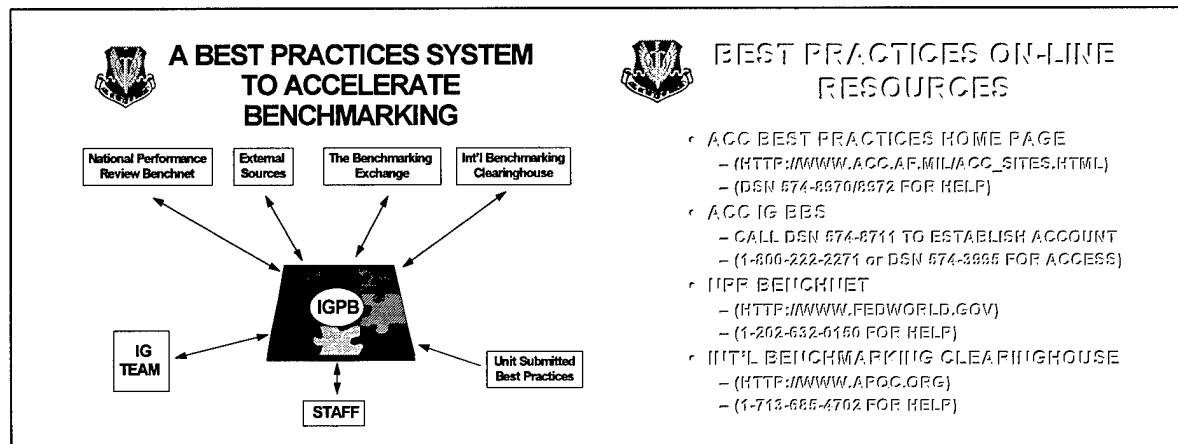 A BEST PRACTICES SYSTEM
TO ACCELERATE
BENCHMARKING
National Performance
Review Benchnet
External
Sources
The Benchmarking
Exchange
Int'l Benchmarking
Clearinghouse
IGPB
IG
TEAM
Unit Submitted
Best Practices
STAFF
BEST PRACTICES ON-LINE
RESOURCES
• ACC BEST PRACTICES HOME PAGE
– (HTTP://WWW.ACC.AF.MIL/ACC_SITES.HTML)
– (DSN 574-8970/8972 FOR HELP)
• ACC IG BBS
– CALL DSN 574-8711 TO ESTABLISH ACCOUNT
– (1-800-222-2271 or DSN 574-3995 FOR ACCESS)
• NPR BENCHNET
– (HTTP://WWW.FEDWORLD.GOV)
– (1-202-632-0150 FOR HELP)
• INT'L BENCHMARKING CLEARINGHOUSE
– (HTTP://WWW.APQC.ORG)
– (1-713-685-4702 FOR HELP)